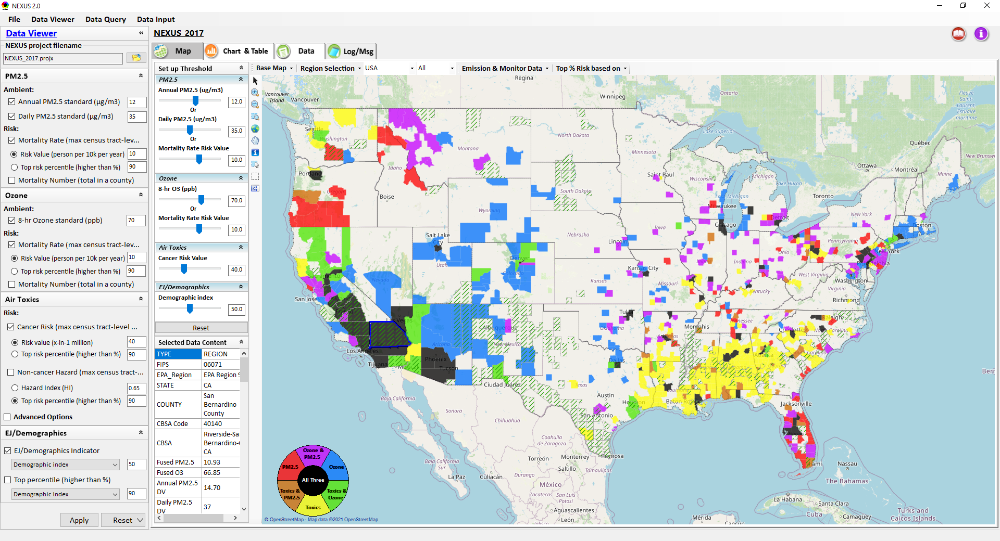 NEXUS 2.0
File Data Viewer Data Query Data Input
Data Viewer
NEXUS project filename
NEXUS_2017.projx
PM2.5
Ambient:
Annual PM2.5 standard (µg/m3) 12
Daily PM2.5 standard (µg/m3) 35
Risk:
Mortality Rate (max census tract-lev...
Risk Value (person per 10k per year) 10
Top risk percentile (higher than %) 90
Mortality Number (total in a county)
Ozone
Ambient:
8-hr Ozone standard (ppb) 70
Risk:
Mortality Rate (max census tract-lev...
Risk Value (person per 10k per year) 10
Top risk percentile (higher than %) 90
Mortality Number (total in a county)
Air Toxics
Risk:
Cancer Risk (max census tract-level ...
Risk value (x-in-1 million) 40
Top risk percentile (higher than %) 90
Non-cancer Hazard (max census tract-...
Hazard Index (HI) 0.65
Top risk percentile (higher than %) 90
Advanced Options
EJ/Demographics
EJ/Demographics Indicator
Demographic index 50
Top percentile (higher than %)
Demographic index 90
Apply Reset
NEXUS_2017
Map Chart & Table Data Log/Msg
Set up Threshold
PM2.5
Annual PM2.5 (ug/m3)
12.0
Or
Daily PM2.5 (ug/m3)
35.0
Or
Mortality Rate Risk Value
10.0
Ozone
8-hr O3 (ppb)
70.0
Or
Mortality Rate Risk Value
10.0
Air Toxics
Cancer Risk Value
40.0
EJ/Demographics
Demographic index
50.0
Reset
Selected Data Content
TYPE REGION
FIPS 06071
EPA_Region EPA Region
STATE CA
COUNTY San Bernardino County
CBSA Code 40140
CBSA Riverside-Sa Bernardino- CA
Fused PM2.5 10.93
Fused O3 66.85
Annual PM2.5 DV 14.70
Daily PM2.5 DV 37
Base Map Region Selection USA All Emission & Monitor Data Top % Risk based on
Regina
Winnipeg
Ontario
Fleuve
Saint-
Laurent,
Estuaire
maritime
Vancouver
Island
Vancouver
Seattle
Washington
Montana
North Dakota
Minnesota
Lake Superior
Québec
New Brunsw
Ottawa
Montréal
Maine
Portland
Idaho
Saint Paul
Wisconsin
Michigan
Lake Huron
Oregon
Boise
South Dakota
Lake Michigan
Toronto
Wyoming
Milwaukee
Detroit
New York
Boston
Chicago
Iowa
Salt Lake
City
Nebraska
Lincoln
Pennsylvania
Ohio
New York
Denver
Utah
Illinois
Indiana
Philadelphia
Nevada
Sacramento
Colorado
Kansas City
Kansas
Missouri
West Virginia
Washington
Kentucky
Virginia
San Jose
Richmond
Fresno
Las Vegas
Tulsa
Raleigh
Albuquerque
Oklahoma
Memphis
Tennessee
Charlotte
North Carolina
Arkansas
Arizona
New Mexico
Los Angeles
Phoenix
Atlanta
South Carolina
Tijuana
Mexicali
Tucson
Dallas
Georgia
Ciudad Juárez
Texas
Louisiana
Baja California
Austin
Houston
Baton Rouge
Jacksonville
Sonora
San Antonio
Chihuahua
Tampa
Coahuila
de Zaragoza
Reynosa
Baja California
Sur
Torreón
Monterrey
Miami
Nassau
Saltillo
La Paz
Culiacán
Durango
Tamaulipas
The Bahamas
México
Zacatecas
San Luis
Potosí
La Habana
Santa Clara
Aguascalientes
Turks and
Caicos Islands
León
Mérida
Cancún
Cuba
Camagüey
Berr
Ozone &
PM2.5
PM2.5
Ozone
All Three
Toxics &
PM2.5
Toxics &
Ozone
Toxics
© OpenStreetMap - Map data ©2021 OpenStreetMap